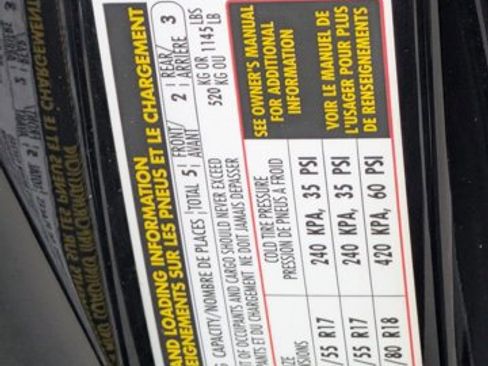 AND LOADING INFORMATION
EIGNEMENTS SUR LES PNEUS ET LE CHARGEMENT
CAPACITY/NOMBRE DE PLACES TOTAL 5 FRONT/ AVANT 2 REAR/ ARRIÈRE 3
T OF OCCUPANTS AND CARGO SHOULD NEVER EXCEED 520 KG OR 1145 LBS
PANTS ET DU CHARGEMENT NE DOIT JAMAIS DÉPASSER 520 KG OU 1145 LB
ZE COLD TIRE PRESSURE
NSIONS PRESSION DE PNEUS À FROID
/55 R17 240 KPA, 35 PSI
/55 R17 240 KPA, 35 PSI
/80 R18 420 KPA, 60 PSI
SEE OWNER'S MANUAL
FOR ADDITIONAL
INFORMATION
VOIR LE MANUEL DE
L'USAGER POUR PLUS
DE RENSEIGNEMENTS